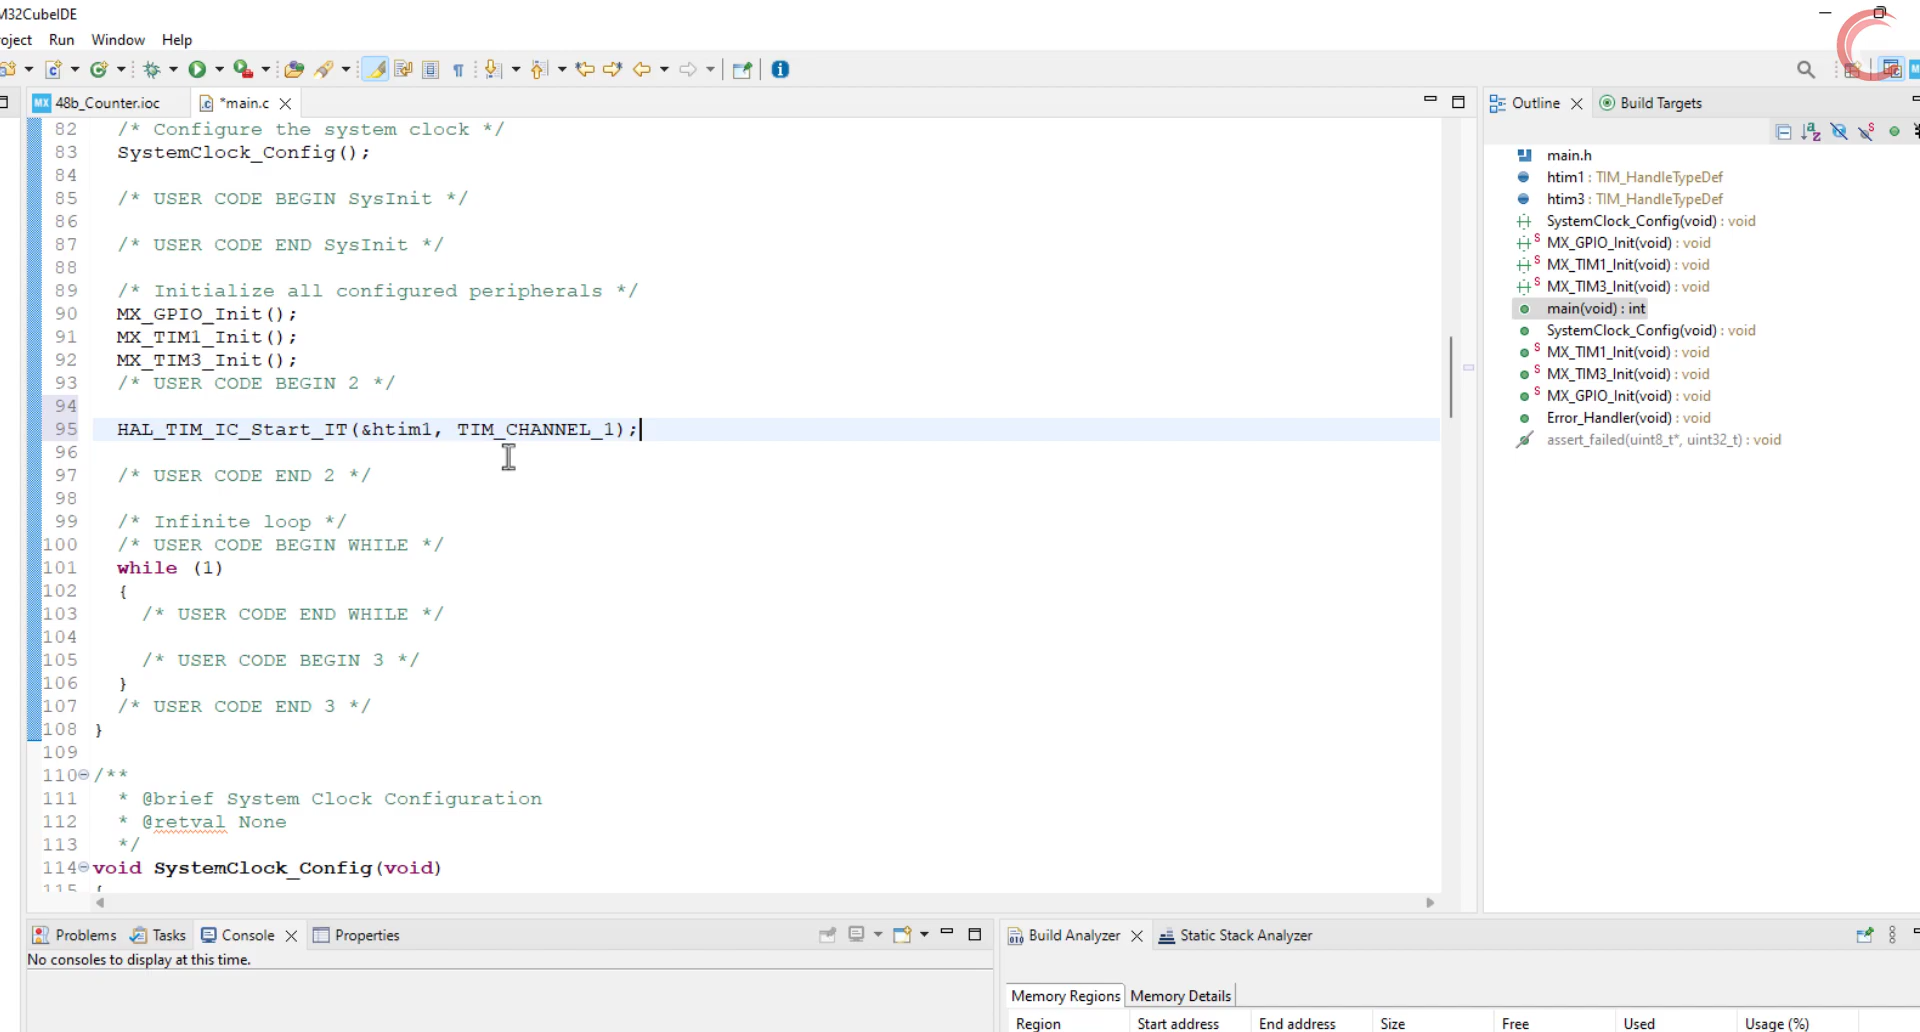 M32CubeIDE
oject Run Window Help
48b_Counter.ioc *main.c
82 /* Configure the system clock */
83 SystemClock_Config();
84
85 /* USER CODE BEGIN SysInit */
86
87 /* USER CODE END SysInit */
88
89 /* Initialize all configured peripherals */
90 MX_GPIO_Init();
91 MX_TIM1_Init();
92 MX_TIM3_Init();
93 /* USER CODE BEGIN 2 */
94
95 HAL_TIM_IC_Start_IT(&htim1, TIM_CHANNEL_1);
96
97 /* USER CODE END 2 */
98
99 /* Infinite loop */
100 /* USER CODE BEGIN WHILE */
101 while (1)
102 {
103 /* USER CODE END WHILE */
104
105 /* USER CODE BEGIN 3 */
106 }
107 /* USER CODE END 3 */
108 }
109
110 /**
111 * @brief System Clock Configuration
112 * @retval None
113 */
114 void SystemClock_Config(void)
115 {
Outline Build Targets
main.h
htim1 : TIM_HandleTypeDef
htim3 : TIM_HandleTypeDef
SystemClock_Config(void) : void
MX_GPIO_Init(void) : void
MX_TIM1_Init(void) : void
MX_TIM3_Init(void) : void
main(void) : int
SystemClock_Config(void) : void
MX_TIM1_Init(void) : void
MX_TIM3_Init(void) : void
MX_GPIO_Init(void) : void
Error_Handler(void) : void
assert_failed(uint8_t*, uint32_t) : void
Problems Tasks Console Properties
No consoles to display at this time.
Build Analyzer Static Stack Analyzer
Memory Regions Memory Details
Region Start address End address Size Free Used Usage (%)